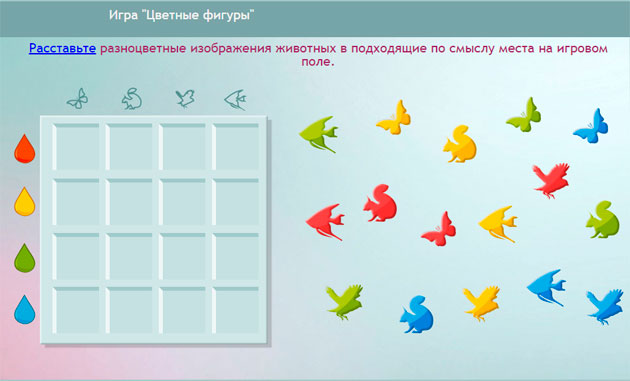 Игра "Цветные фигуры"
Расставьте разноцветные изображения животных в подходящие по смыслу места на игровом
поле.